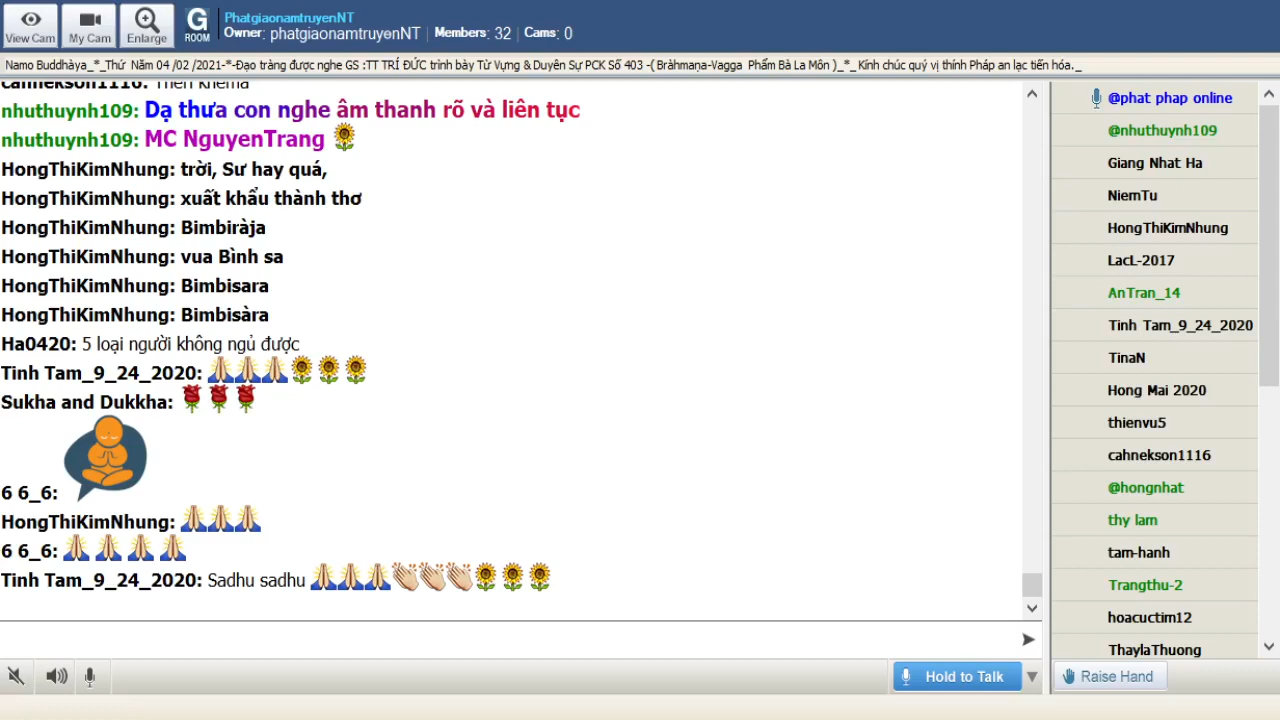 View Cam
My Cam
Enlarge
G
ROOM
PhatgiaonamtruyenNT
Owner: phatgiaonamtruyenNT | Members: 32 | Cams: 0
Namo Buddhàya_*_Thứ Năm 04 /02 /2021-*-Đạo tràng được nghe GS :TT TRÍ ĐỨC trình bày Từ Vựng & Duyên Sự PCK Số 403 -( Bràhmaṇa-Vagga Phẩm Bà La Môn )_*_ Kính chúc quý vị thính Pháp an lạc tiến hóa._
cahnekson1116: Theri Khema
nhuthuynh109: Dạ thưa con nghe âm thanh rõ và liên tục
nhuthuynh109: MC NguyenTrang
HongThiKimNhung: trời, Sư hay quá,
HongThiKimNhung: xuất khẩu thành thơ
HongThiKimNhung: Bimbiràja
HongThiKimNhung: vua Bình sa
HongThiKimNhung: Bimbisara
HongThiKimNhung: Bimbisàra
Ha0420: 5 loại người không ngủ được
Tinh Tam_9_24_2020: 🙏🙏🙏🌻🌻🌻
Sukha and Dukkha: 🌹🌹🌹
6 6_6:
HongThiKimNhung: 🙏🙏🙏
6 6_6: 🙏🙏🙏🙏
Tinh Tam_9_24_2020: Sadhu sadhu 🙏🙏🙏👏👏👏🌻🌻🌻
Hold to Talk
@phat phap online
@nhuthuynh109
Giang Nhat Ha
NiemTu
HongThiKimNhung
LacL-2017
AnTran_14
Tinh Tam_9_24_2020
TinaN
Hong Mai 2020
thienvu5
cahnekson1116
@hongnhat
thy lam
tam-hanh
Trangthu-2
hoacuctim12
ThaylaThuong
Raise Hand